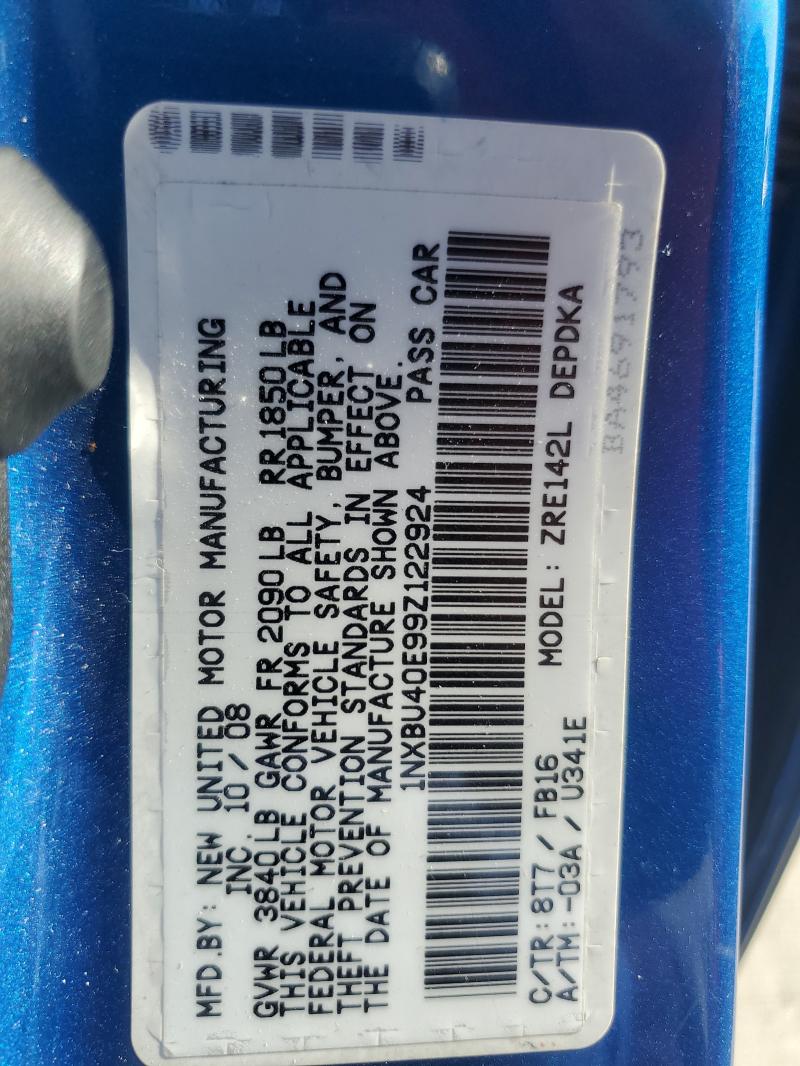 MFD.BY: NEW UNITED MOTOR MANUFACTURING
INC. 10/08
GVWR 3840LB GAWR FR 2090LB RR1850LB
THIS VEHICLE CONFORMS TO ALL APPLICABLE
FEDERAL MOTOR VEHICLE SAFETY, BUMPER, AND
THEFT PREVENTION STANDARDS IN EFFECT ON
THE DATE OF MANUFACTURE SHOWN ABOVE.
1NXBU40E99Z122924 PASS CAR
C/TR:8T7/FB16 MODEL: ZRE142L DEPDKA
A/TM:-03A/U341E
BA4691793